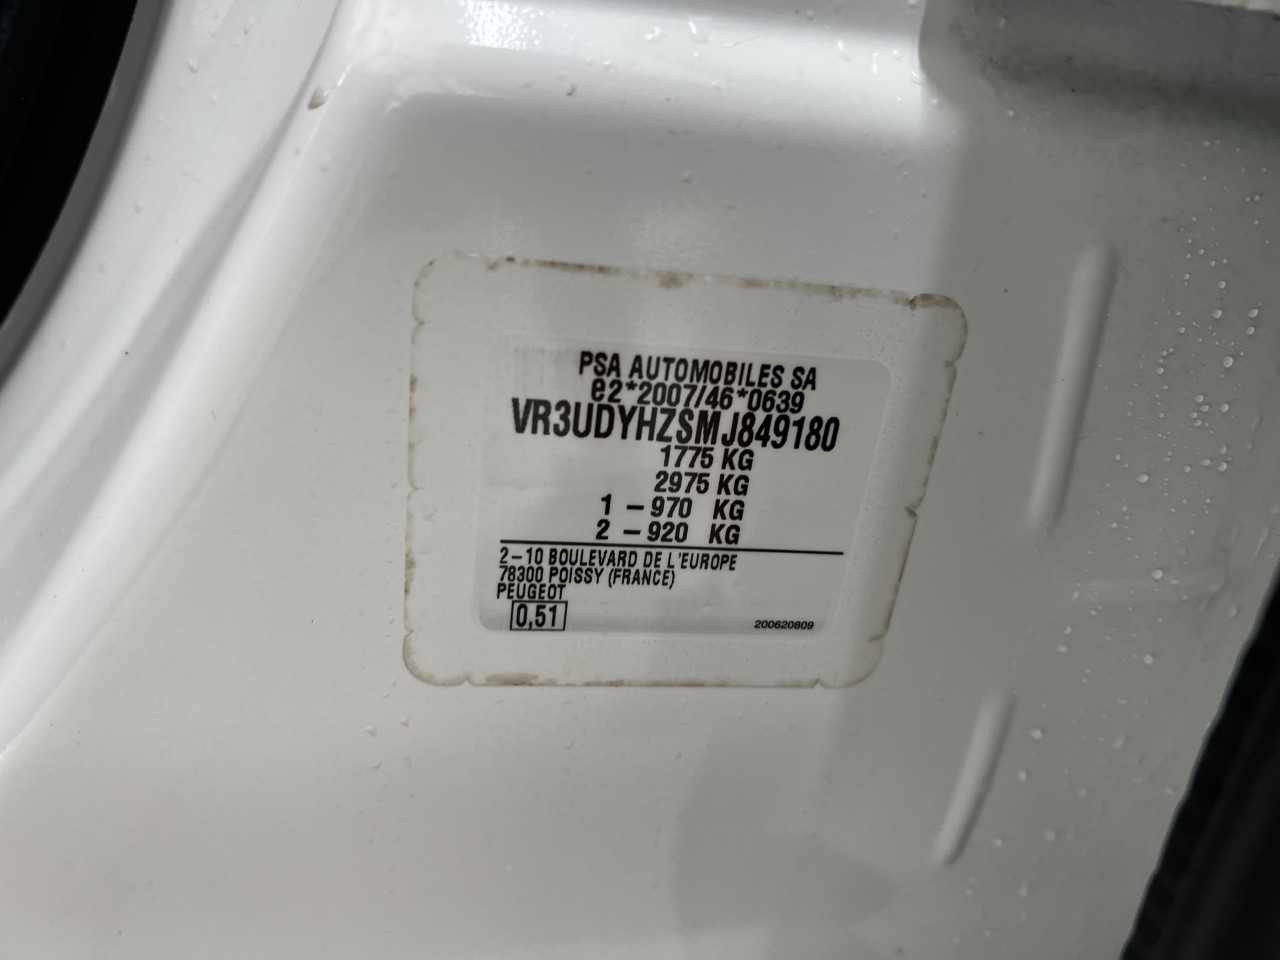 PSA AUTOMOBILES SA
e2*2007/46*0639
VR3UDYHZSMJ849180
1775 KG
2975 KG
1 – 970 KG
2 – 920 KG
2–10 BOULEVARD DE L'EUROPE
78300 POISSY (FRANCE)
PEUGEOT
0,51
200620809